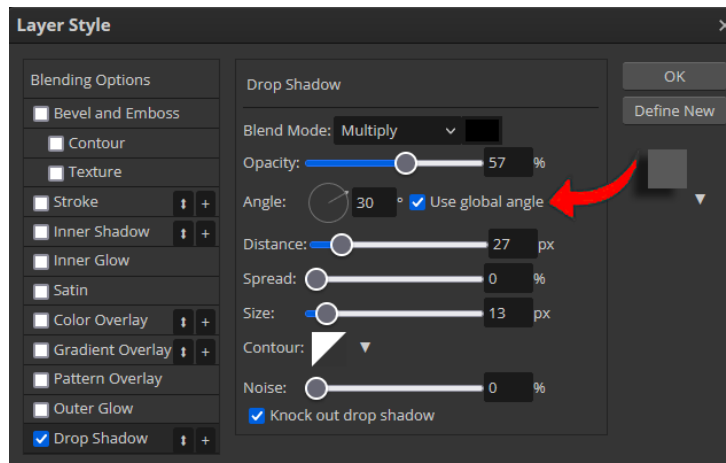 Layer Style
Blending Options
Bevel and Emboss
Contour
Texture
Stroke +
Inner Shadow +
Inner Glow
Satin
Color Overlay +
Gradient Overlay +
Pattern Overlay
Outer Glow
Drop Shadow +
Drop Shadow
Blend Mode: Multiply
Opacity: 57 %
Angle: 30 ° Use global angle
Distance: 27 px
Spread: 0 %
Size: 13 px
Contour:
Noise: 0 %
Knock out drop shadow
OK
Define New